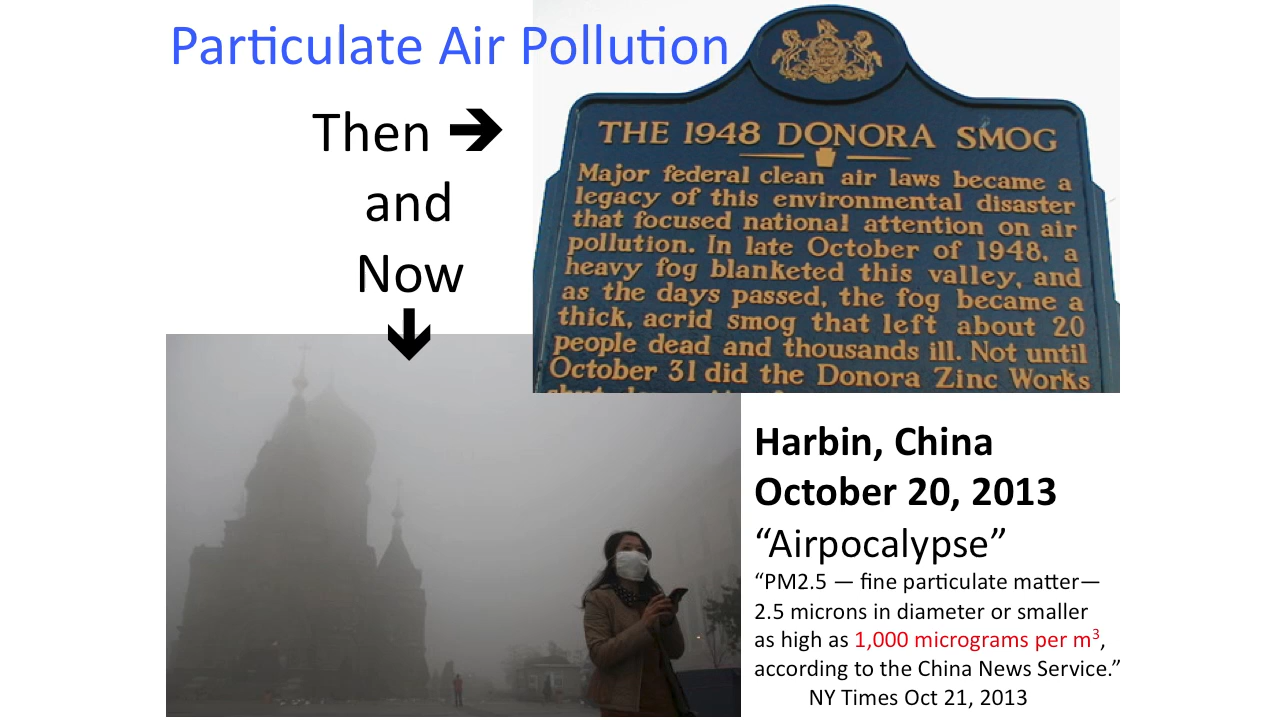 Particulate Air Pollution
Then →
and
Now
↓
THE 1948 DONORA SMOG
Major federal clean air laws became a
legacy of this environmental disaster
that focused national attention on air
pollution. In late October of 1948, a
heavy fog blanketed this valley, and
as the days passed, the fog became a
thick, acrid smog that left about 20
people dead and thousands ill. Not until
October 31 did the Donora Zinc Works
Harbin, China
October 20, 2013
“Airpocalypse”
“PM2.5 — fine particulate matter—
2.5 microns in diameter or smaller
as high as 1,000 micrograms per m³,
according to the China News Service.”
NY Times Oct 21, 2013